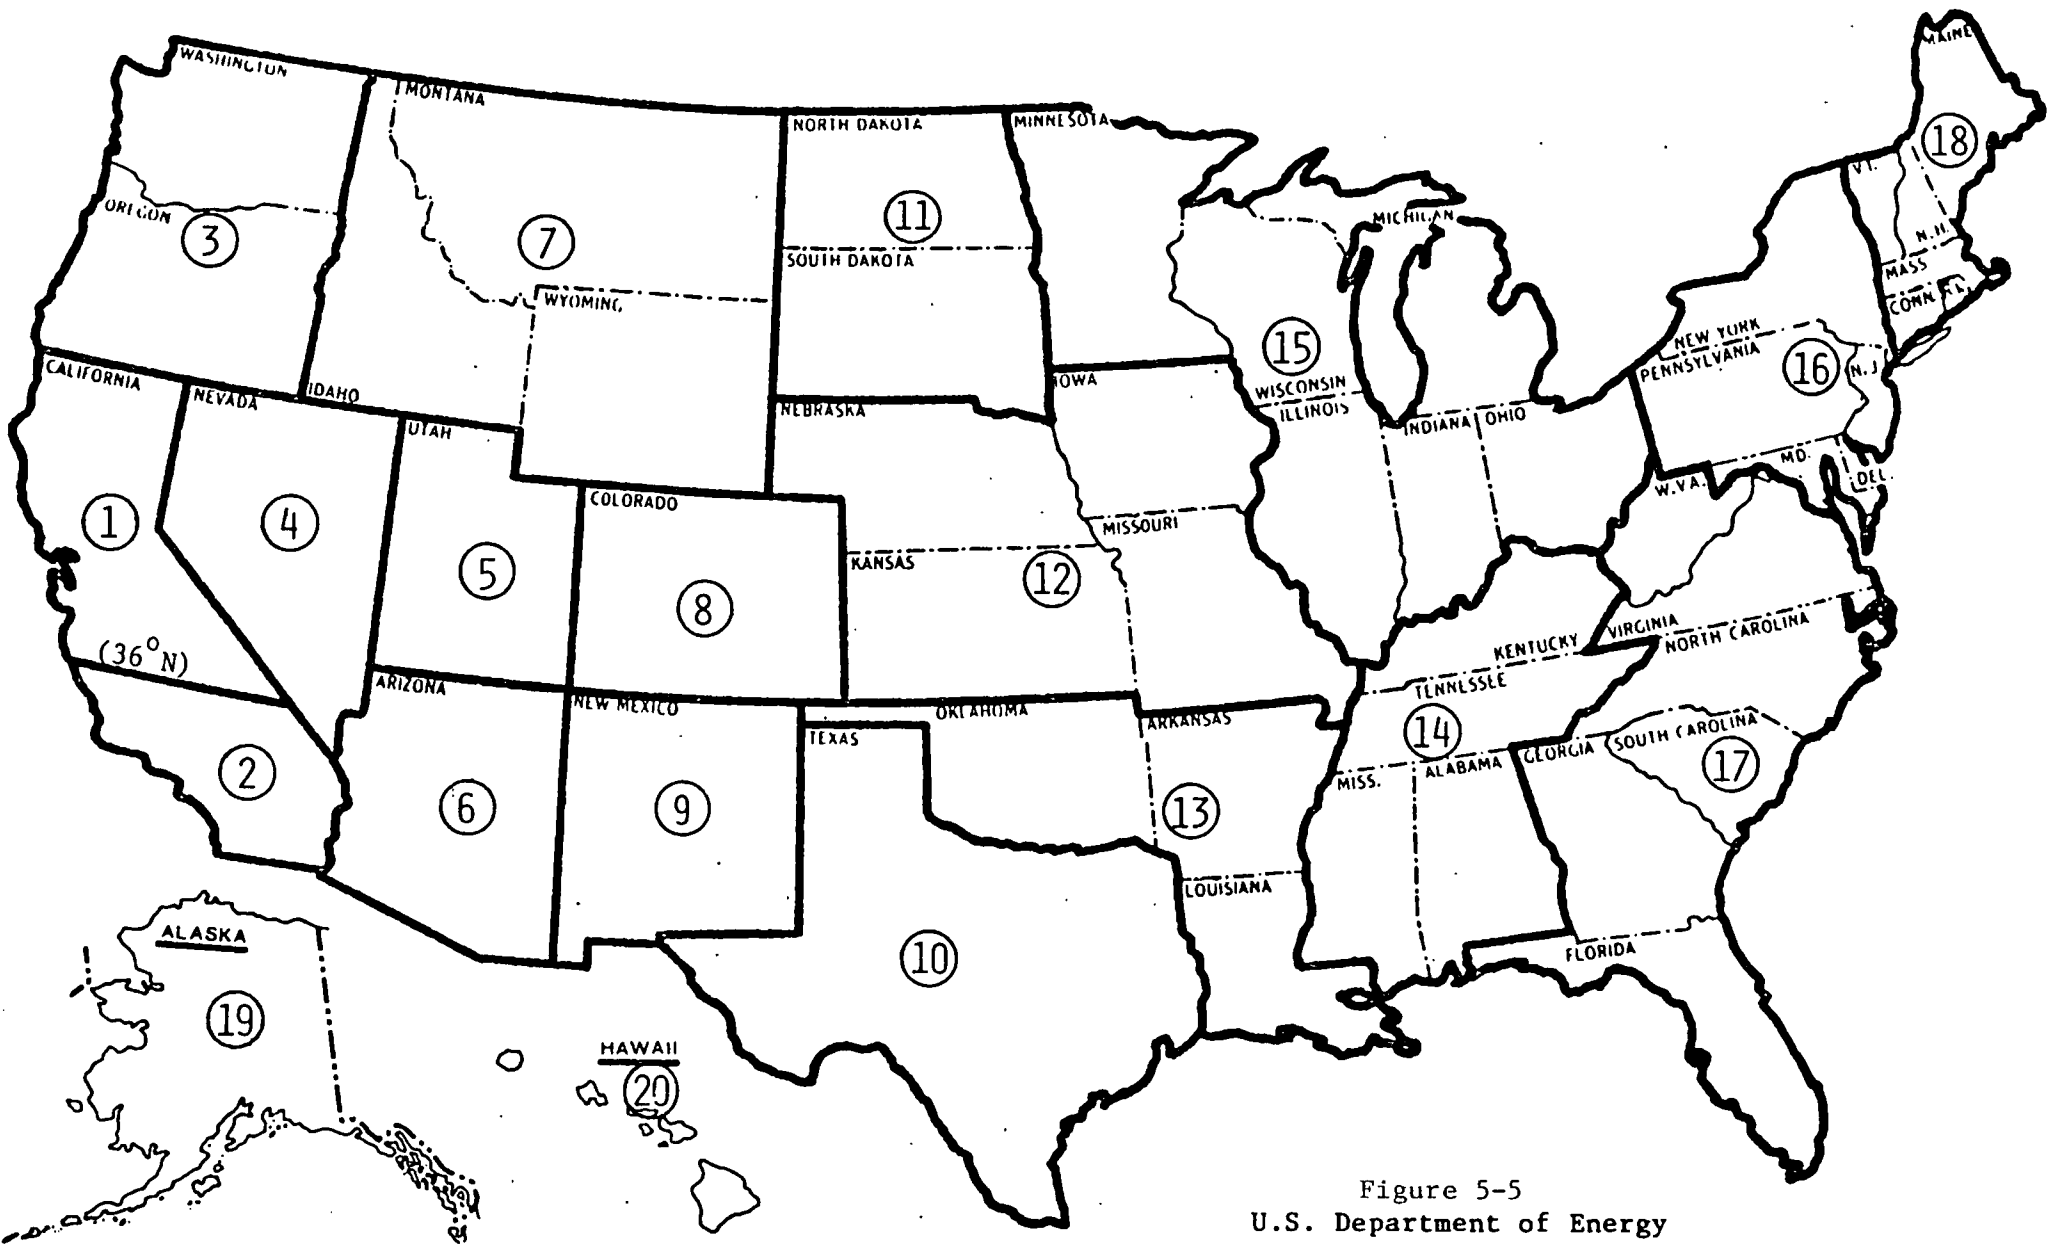 WASHINGTON
MONTANA
NORTH DAKOTA
MINNESOTA
MAINE
18
VT.
OREGON
3
7
11
MICHIGAN
N.H.
SOUTH DAKOTA
MASS
WYOMING
CONN
R.I.
15
NEW YORK
PENNSYLVANIA
16
N.J
CALIFORNIA
NEVADA
IDAHO
IOWA
WISCONSIN
ILLINOIS
NEBRASKA
INDIANA
OHIO
UTAH
MD.
DEL.
W.VA.
COLORADO
1
4
MISSOURI
5
KANSAS
12
8
(36°N)
KENTUCKY
VIRGINIA
NORTH CAROLINA
ARIZONA
NEW MEXICO
OKLAHOMA
TENNESSEE
ARKANSAS
TEXAS
14
GEORGIA
SOUTH CAROLINA
2
MISS.
ALABAMA
17
6
9
13
LOUISIANA
ALASKA
10
FLORIDA
19
HAWAII
20
Figure 5-5
U.S. Department of Energy